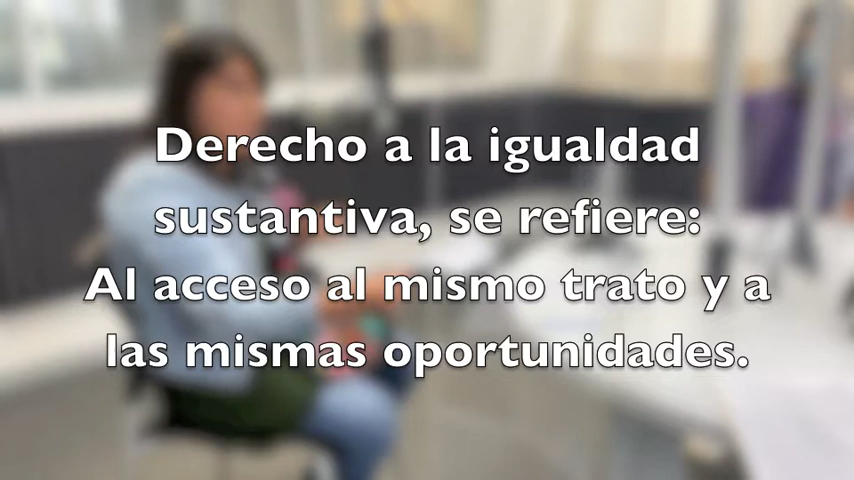 Derecho a la igualdad
sustantiva, se refiere:
Al acceso al mismo trato y a
las mismas oportunidades.